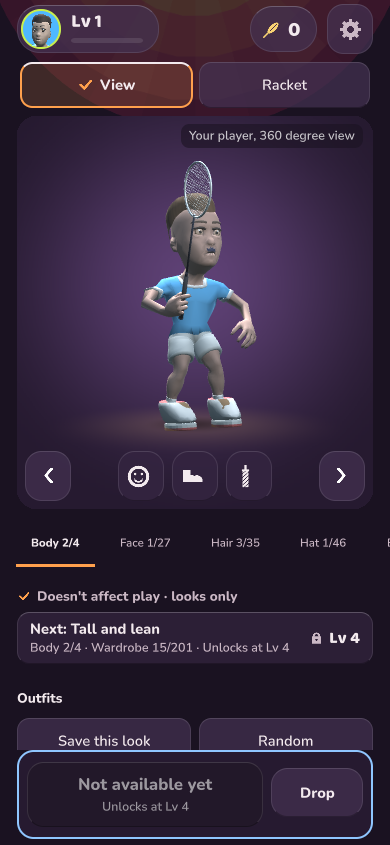 Lv 1
0
View
Racket
Your player, 360 degree view
Body 2/4
Face 1/27
Hair 3/35
Hat 1/46
Doesn't affect play · looks only
Next: Tall and lean
Body 2/4 · Wardrobe 15/201 · Unlocks at Lv 4
Lv 4
Outfits
Save this look
Random
Not available yet
Unlocks at Lv 4
Drop